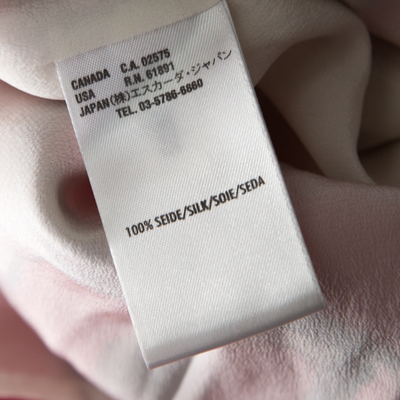 CANADA C.A. 02575
USA R.N. 61891
JAPAN(株)エスカーダ・ジャパン
TEL. 03-5786-6860
100% SEIDE/SILK/SOIE/SEDA